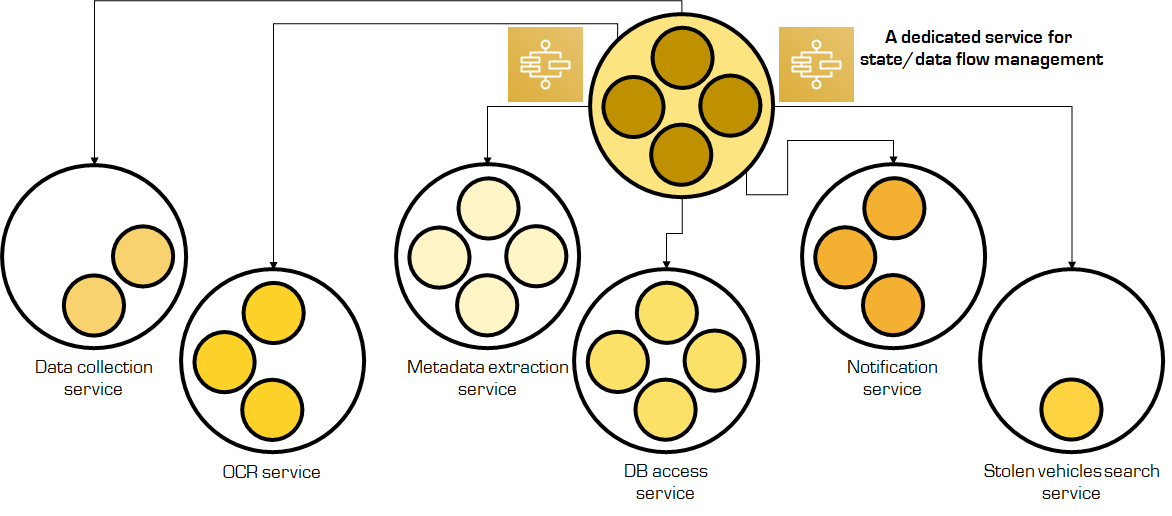 A dedicated service for
state/data flow management
Data collection
service
OCR service
Metadata extraction
service
DB access
service
Notification
service
Stolen vehicles search
service